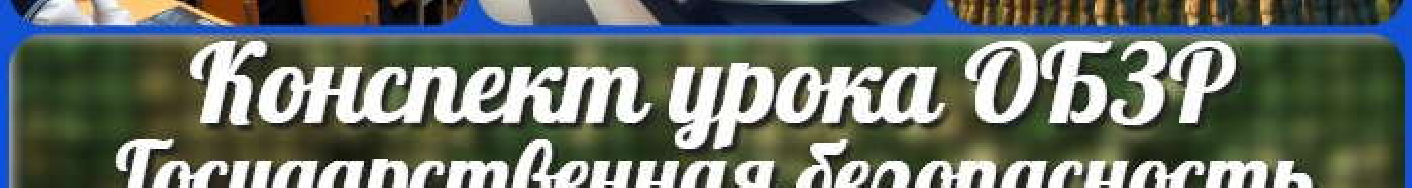 Конспект урока ОБЗР
Государственная безопасность